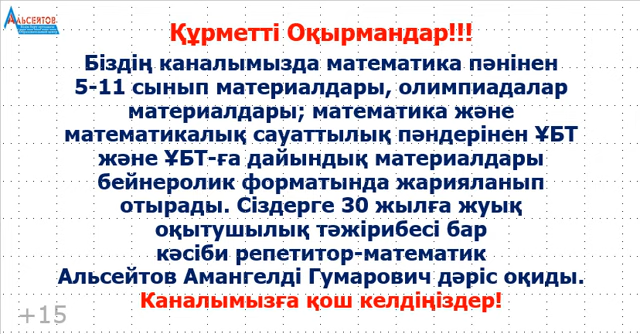 АЛЬСЕЙТОВ
Құрметті Оқырмандар!!!
Біздің каналымызда математика пәнінен
5-11 сынып материалдары, олимпиадалар
материалдары; математика және
математикалық сауаттылық пәндерінен ҰБТ
және ҰБТ-ға дайындық материалдары
бейнеролик форматында жарияланып
отырады. Сіздерге 30 жылға жуық
оқытушылық тәжірибесі бар
кәсіби репетитор-математик
Альсейтов Амангелді Гумарович дәріс оқиды.
Каналымызға қош келдіңіздер!
+15